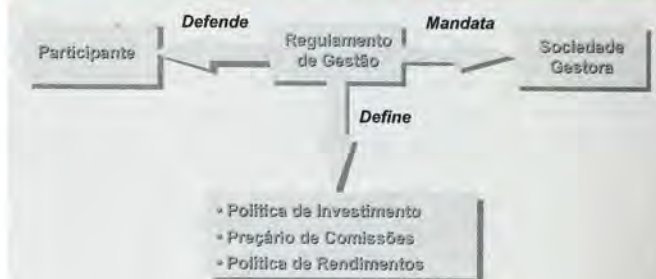 Defende
Mandata
Participante
Regulamento
de Gestão
Sociedade
Gestora
Define
• Política de Investimento
• Preçário de Comissões
• Política de Rendimentos